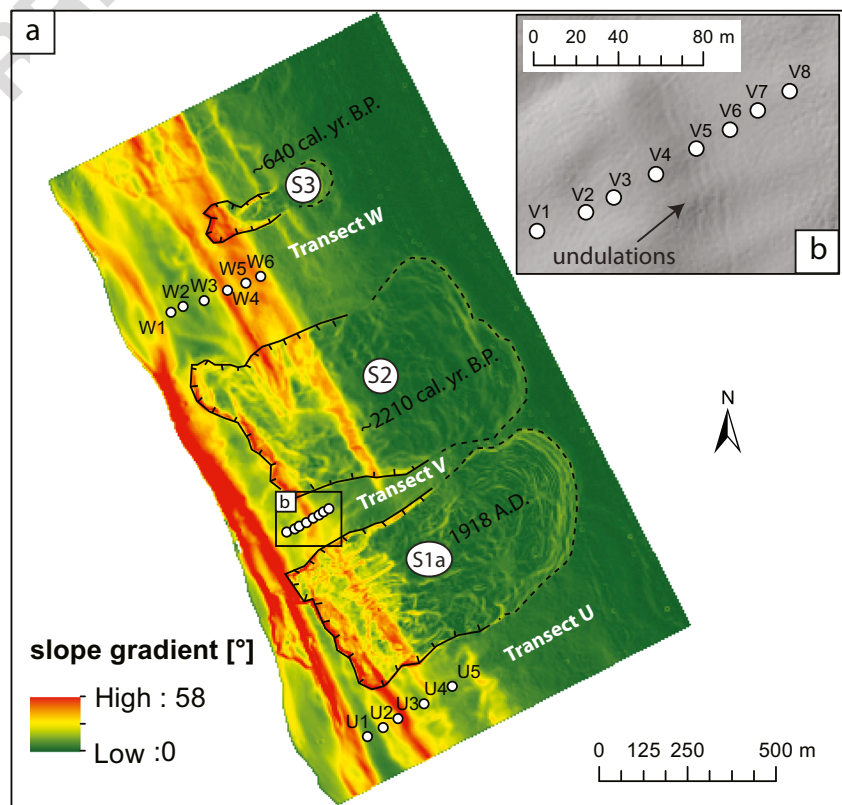 a
0 20 40 80 m
V1 V2 V3 V4 V5 V6 V7 V8
undulations
b
~640 cal. yr. B.P.
S3
Transect W
W1 W2 W3 W4 W5 W6
S2
~2210 cal. yr. B.P.
N
Transect V
b
1918 A.D.
S1a
Transect U
U1 U2 U3 U4 U5
slope gradient [°]
High : 58
Low :0
0 125 250 500 m